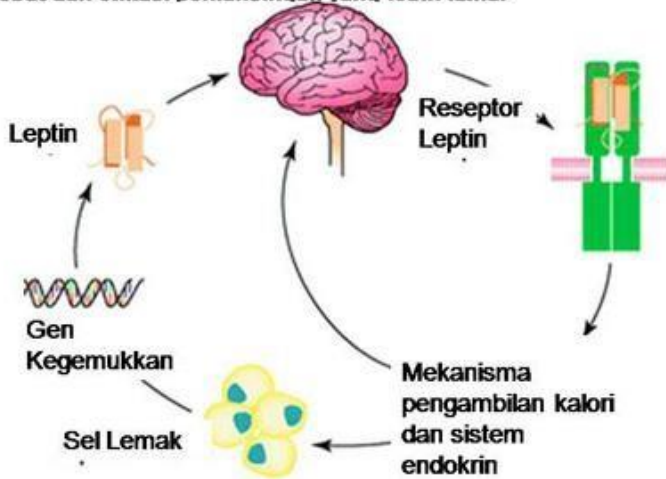 Leptin
Reseptor
Leptin
Gen
Kegemukkan
Sel Lemak
Mekanisma
pengambilan kalori
dan sistem
endokrin